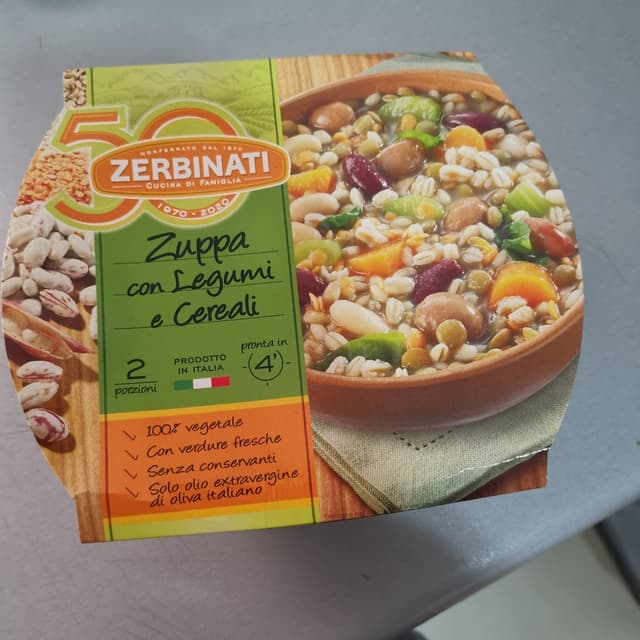 50
MONFERRATO DAL 1970
ZERBINATI
CUCINA DI FAMIGLIA
1970 - 2020
Zuppa
con Legumi
e Cereali
2
porzioni
PRODOTTO
IN ITALIA
pronta in
4'
100% vegetale
Con verdure fresche
Senza conservanti
Solo olio extravergine
di oliva italiano